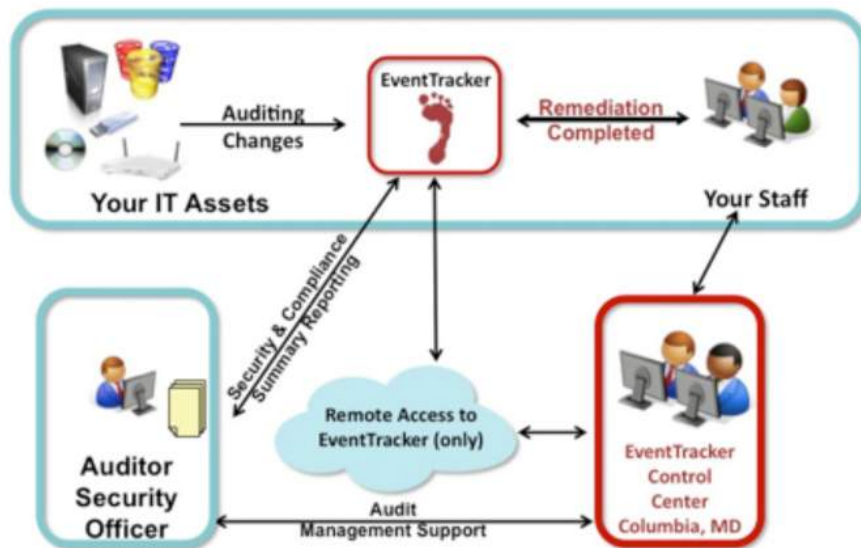 EventTracker
Auditing
Changes
Remediation
Completed
Your IT Assets
Your Staff
Security & Compliance
Summary Reporting
Remote Access to
EventTracker (only)
Auditor
Security
Officer
EventTracker
Control
Center
Columbia, MD
Audit
Management Support